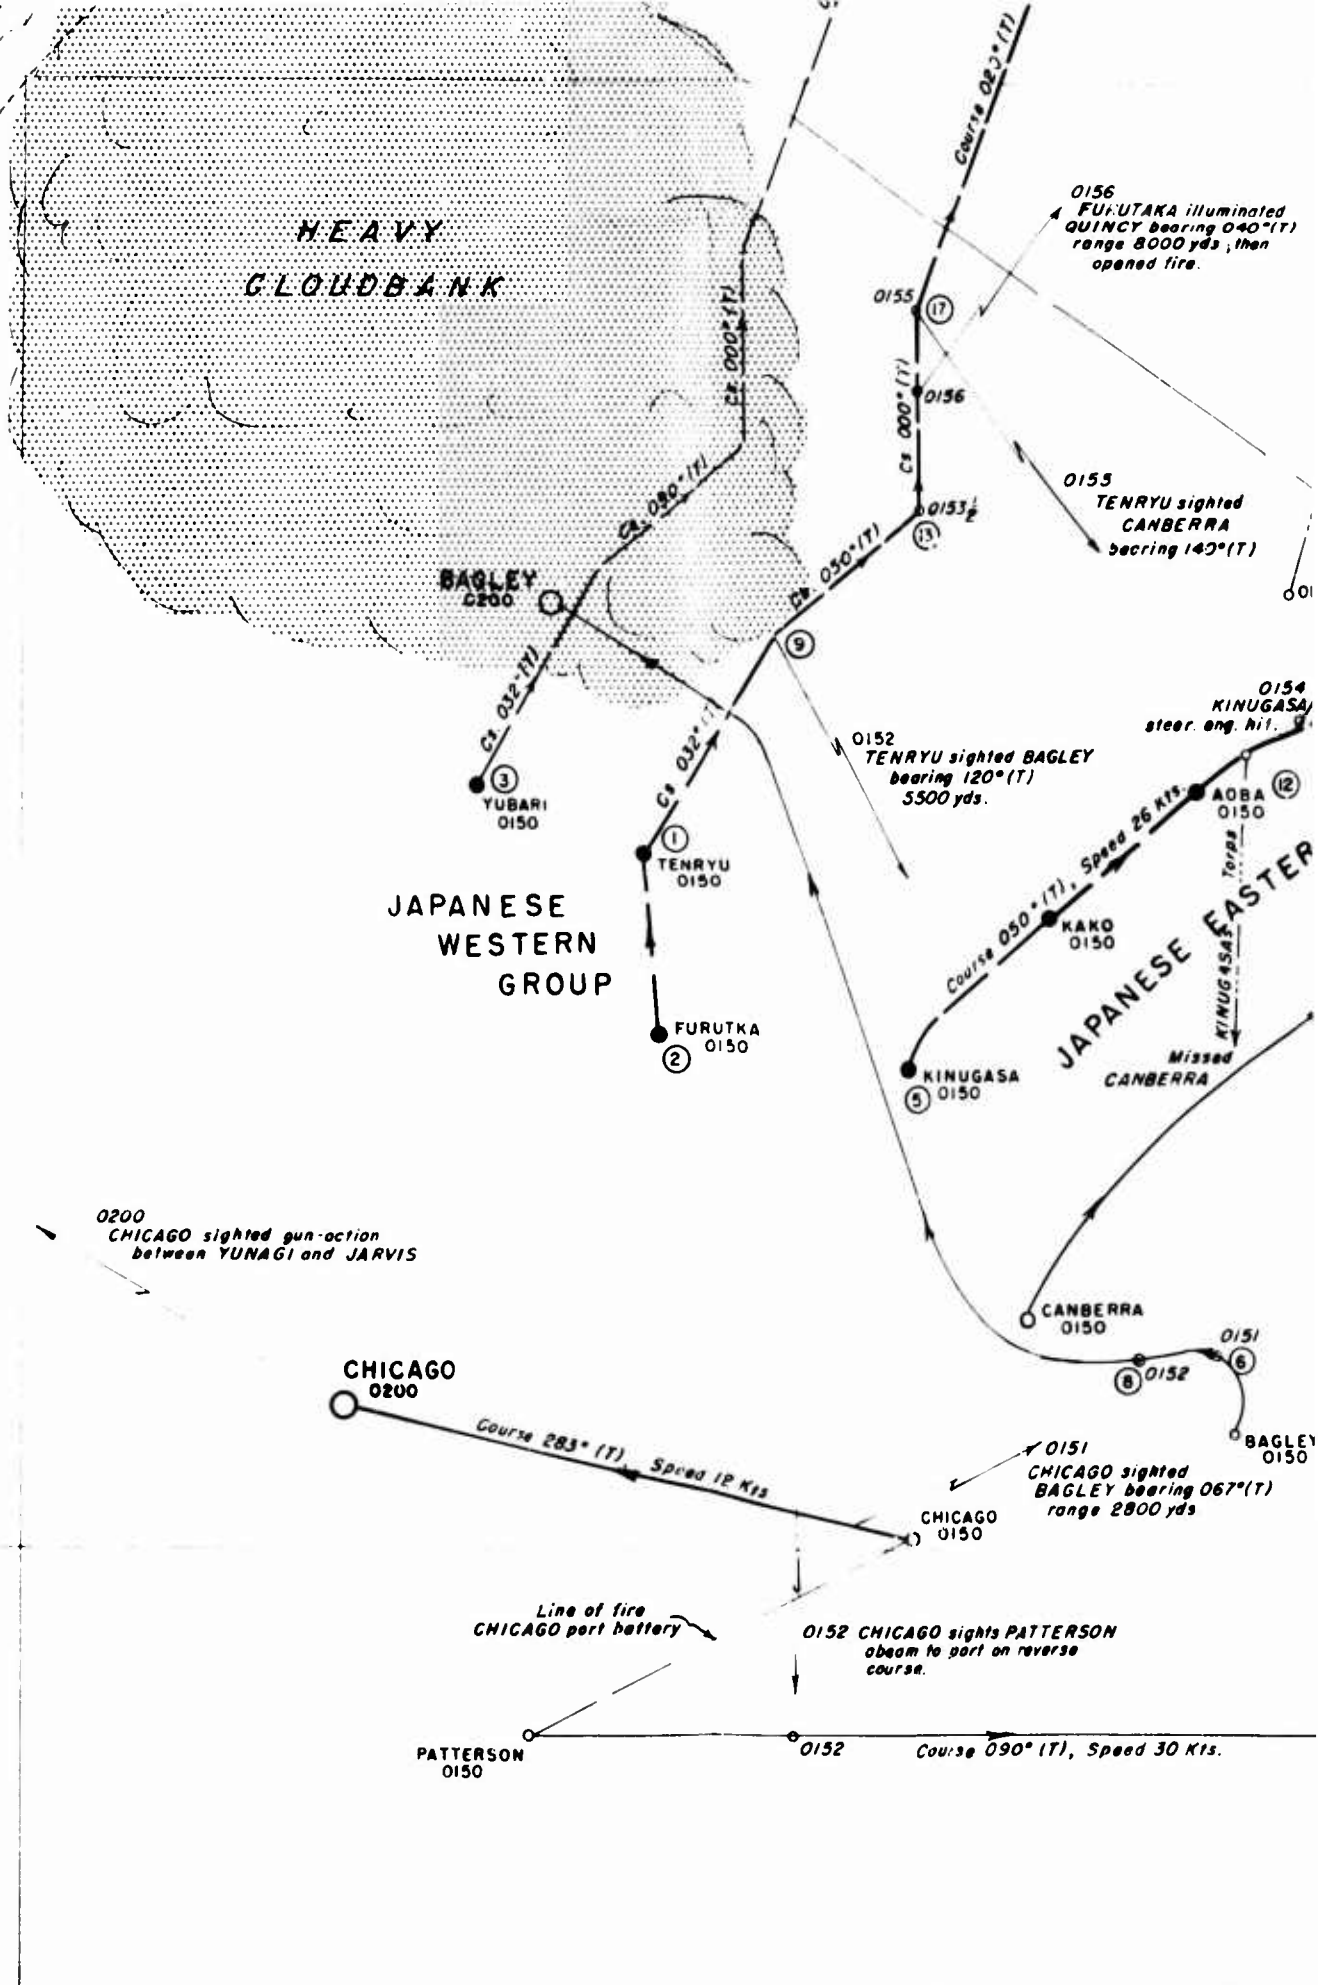 Course 020° (T)
HEAVY
CLOUDBANK
0156
FURUTAKA illuminated
QUINCY bearing 040°(T)
range 8000 yds; then
opened fire.
Cs 000° (T)
0155
17
0156
Cs 000° (T)
0153½
13
0155
TENRYU sighted
CANBERRA
bearing 140°(T)
Cs. 050° (T)
Cs. 050° (T)
BAGLEY
0200
9
Cs. 032° (T)
Cs 032° (T)
3
YUBARI
0150
0152
TENRYU sighted BAGLEY
bearing 120° (T)
5500 yds.
0154
KINUGASA
steer. eng. hit.
AOBA
0150
12
1
TENRYU
0150
Course 050° (T), Speed 26 Kts.
KAKO
0150
JAPANESE
WESTERN
GROUP
JAPANESE EASTER
KINUGASAS Torps
Missed
CANBERRA
FURUTKA
0150
2
KINUGASA
0150
5
0200
CHICAGO sighted gun-action
between YUNAGI and JARVIS
CANBERRA
0150
0151
6
8
0152
BAGLEY
0150
CHICAGO
0200
Course 283° (T), Speed 12 Kts
0151
CHICAGO sighted
BAGLEY bearing 067°(T)
range 2800 yds
CHICAGO
0150
Line of fire
CHICAGO port battery
0152 CHICAGO sights PATTERSON
abeam to port on reverse
course.
PATTERSON
0150
0152
Course 090° (T), Speed 30 Kts.